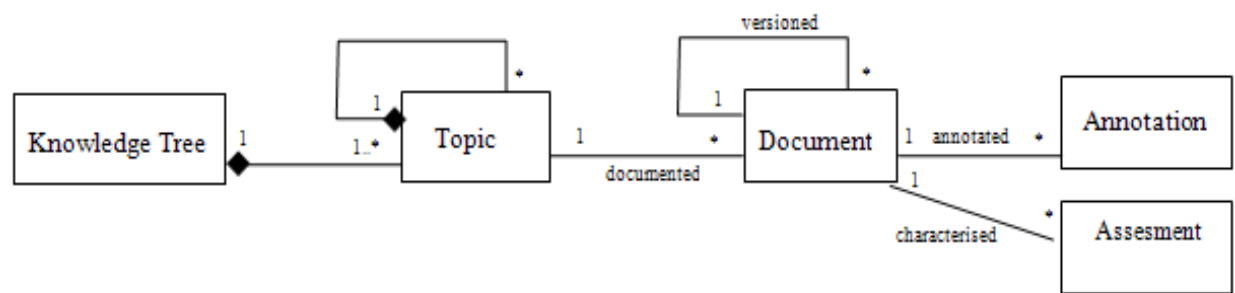 versioned
*
*
1
1
Knowledge Tree
1
1..*
Topic
1
*
documented
Document
1
annotated
*
Annotation
1
characterised
*
Assesment